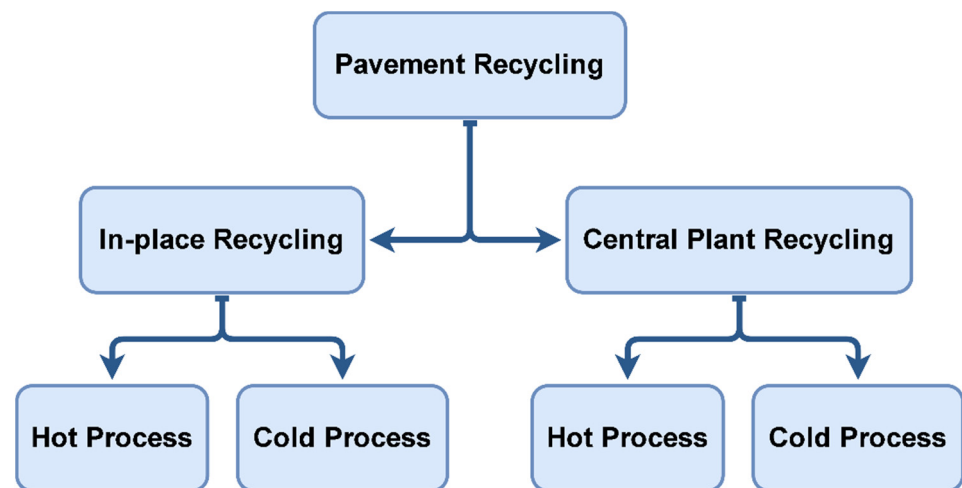 Pavement Recycling
In-place Recycling
Central Plant Recycling
Hot Process
Cold Process
Hot Process
Cold Process